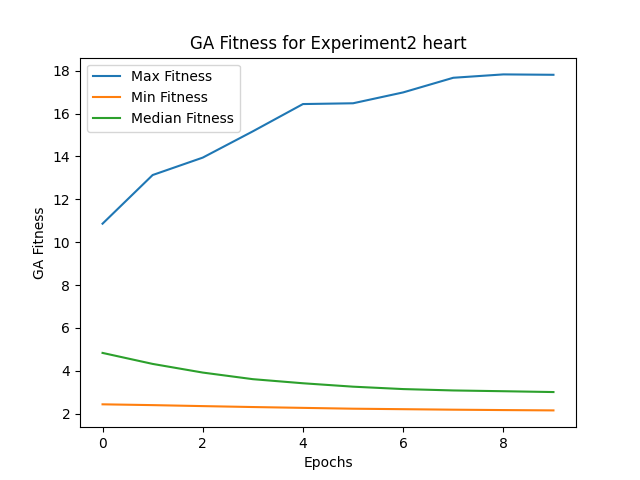 GA Fitness for Experiment2 heart
Max Fitness
Min Fitness
Median Fitness
GA Fitness
18
16
14
12
10
8
6
4
2
0 2 4 6 8
Epochs